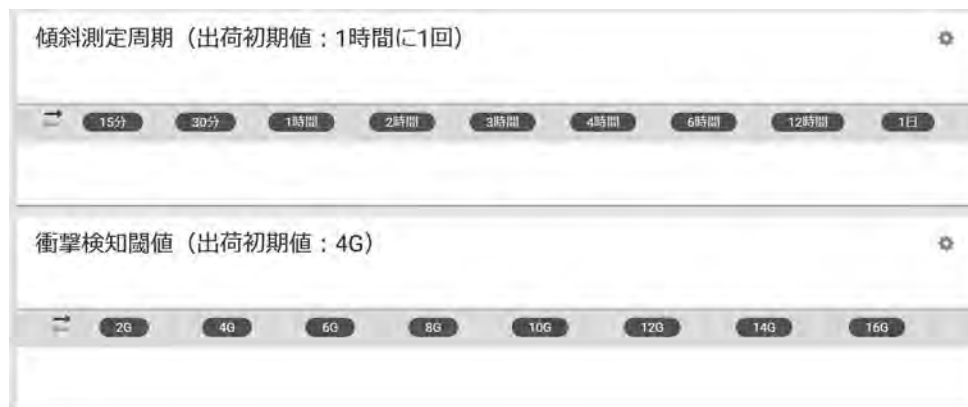 傾斜測定周期（出荷初期値：1時間に1回）
15分 30分 1時間 2時間 3時間 4時間 6時間 12時間 1日
衝撃検知閾値（出荷初期値：4G）
2G 4G 6G 8G 10G 12G 14G 16G